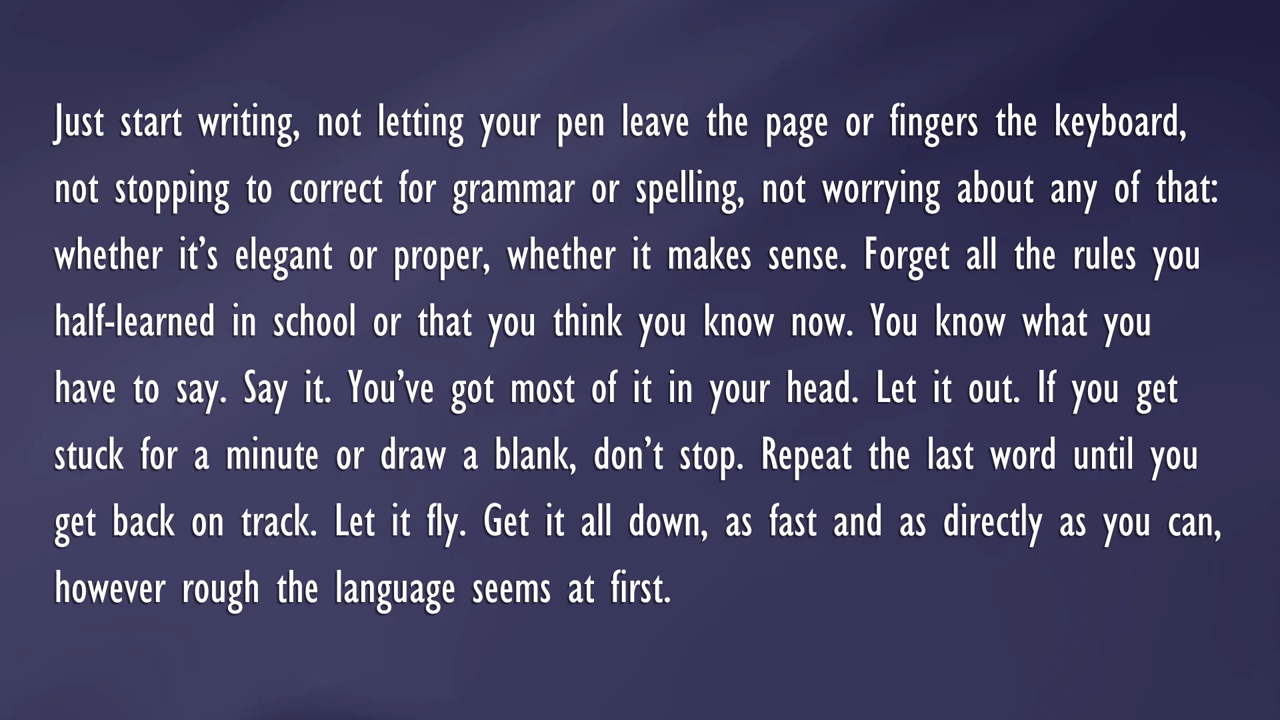 Just start writing, not letting your pen leave the page or fingers the keyboard,
not stopping to correct for grammar or spelling, not worrying about any of that:
whether it’s elegant or proper, whether it makes sense. Forget all the rules you
half-learned in school or that you think you know now. You know what you
have to say. Say it. You’ve got most of it in your head. Let it out. If you get
stuck for a minute or draw a blank, don’t stop. Repeat the last word until you
get back on track. Let it fly. Get it all down, as fast and as directly as you can,
however rough the language seems at first.